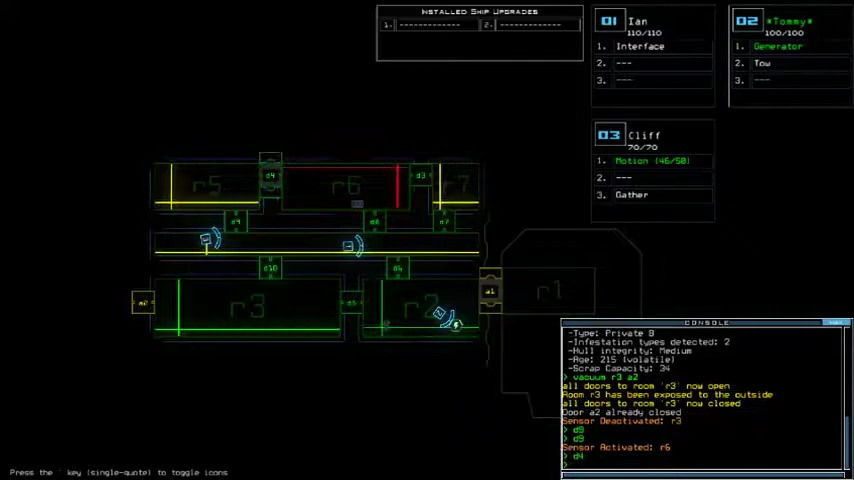 INSTALLED SHIP UPGRADES
1. -------------- 2. --------------
01 Ian
110/110
1. Interface
2. ---
3. ---
02 *Tommy*
100/100
1. Generator
2. Tow
3. ---
03 Cliff
70/70
1. Motion (46/50)
2. ---
3. Gather
r5
d4
r6
d3
r7
d9
d8
d7
d10
d6
a2
r3
d5
r2
a1
r1
CONSOLE
-Type: Private 8
-Infestation types detected: 2
-Hull integrity: Medium
-Age: 215 (volatile)
-Scrap Capacity: 34
> vacuum r3 a2
all doors to room 'r3' now open
Room r3 has been exposed to the outside
all doors to room 'r3' now closed
Door a2 already closed
Sensor Deactivated: r3
> d9
> d9
Sensor Activated: r6
> d4
>
Press the ` key (single-quote) to toggle icons